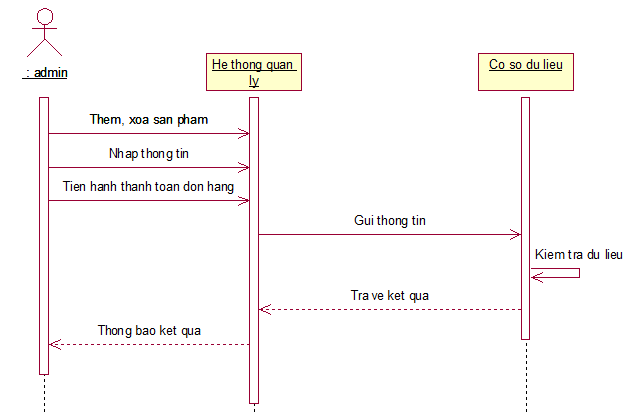 : admin
He thong quan
ly
Co so du lieu
Them, xoa san pham
Nhap thong tin
Tien hanh thanh toan don hang
Gui thong tin
Kiem tra du lieu
Tra ve ket qua
Thong bao ket qua